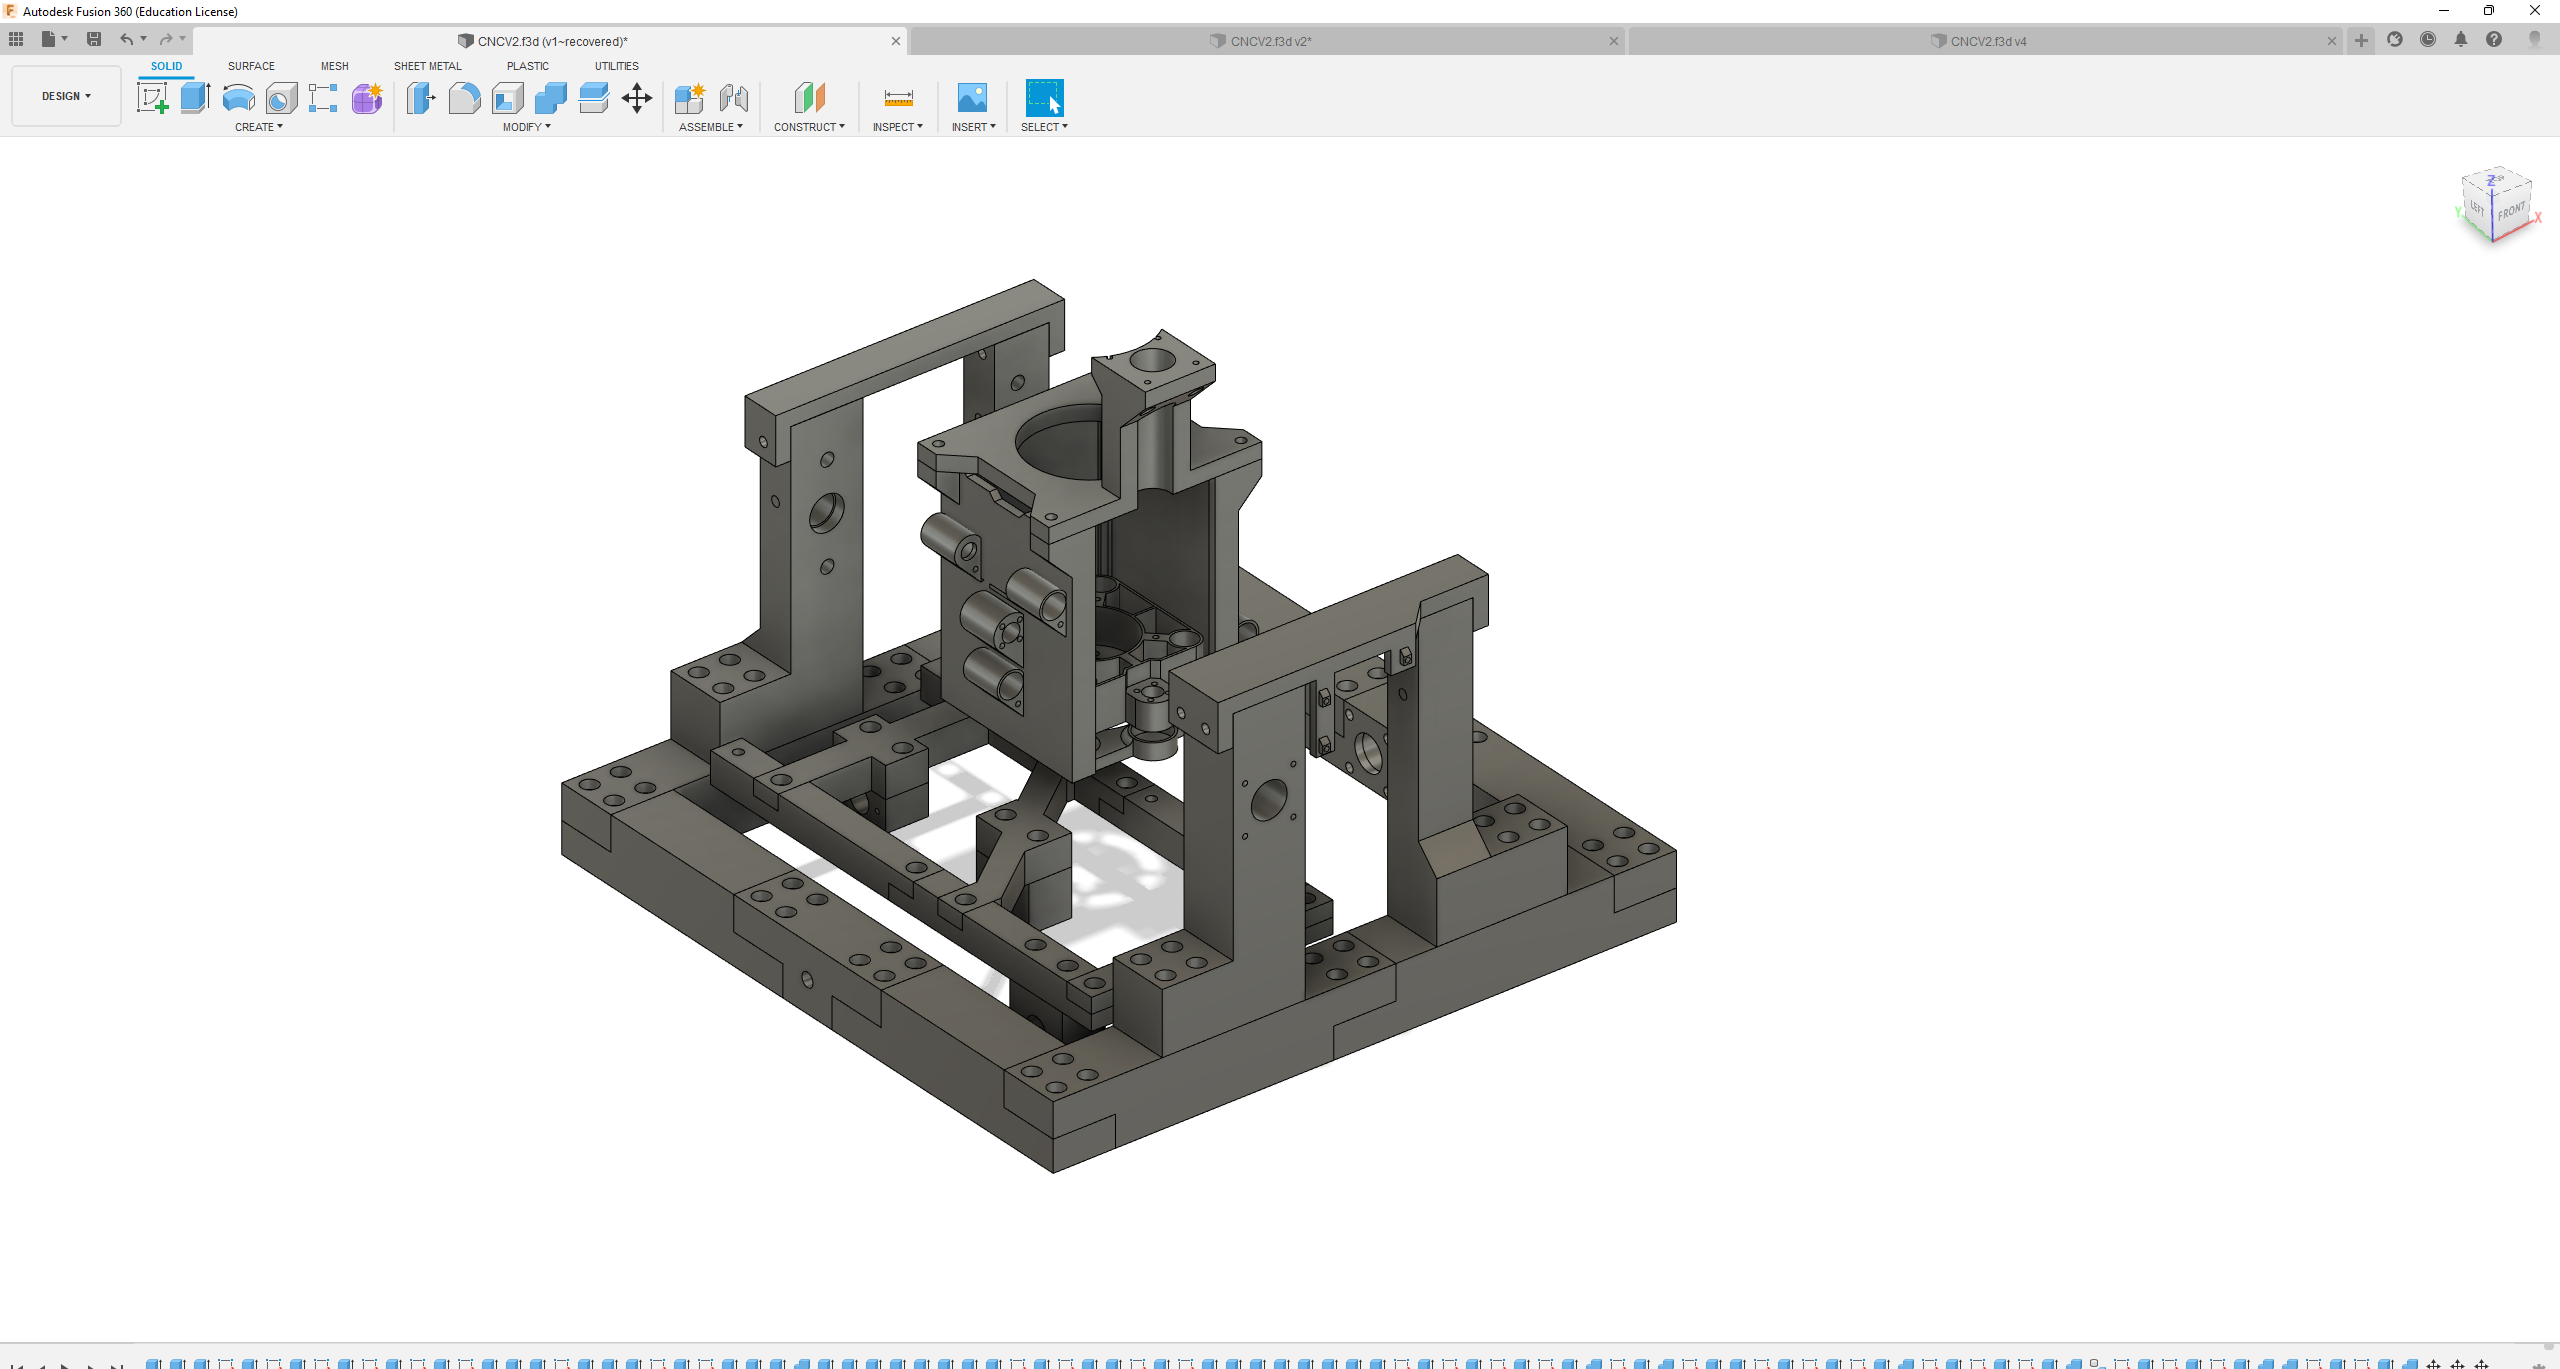 Autodesk Fusion 360 (Education License)
CNCV2.f3d (v1~recovered)*
CNCV2.f3d v2*
CNCV2.f3d v4
SOLID SURFACE MESH SHEET METAL PLASTIC UTILITIES
DESIGN
CREATE MODIFY ASSEMBLE CONSTRUCT INSPECT INSERT SELECT
Z
LEFT FRONT
Y X